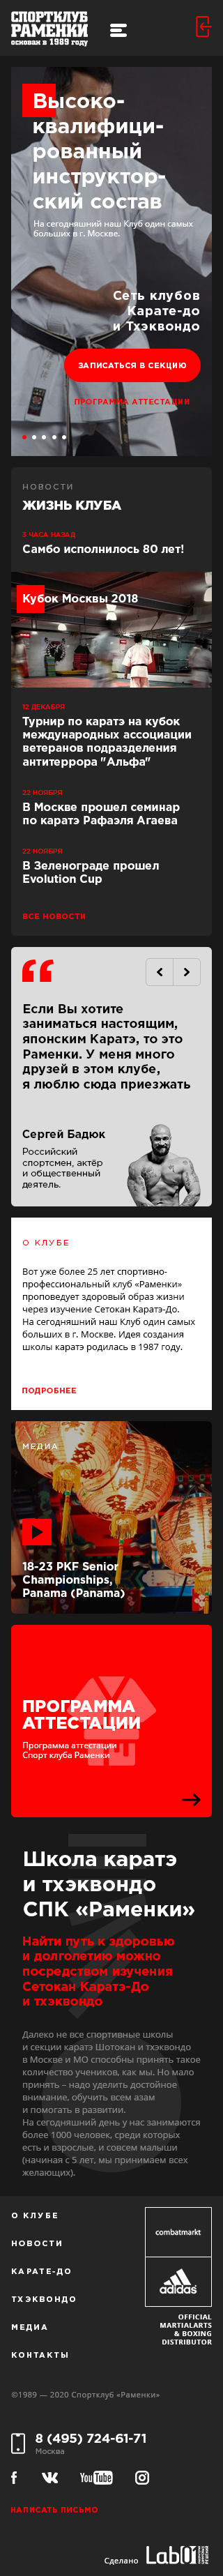 СПОРТКЛУБ
РАМЕНКИ
основан в 1989 году
Высоко-
квалифици-
рованный
инструктор-
ский состав
На сегодняшний наш Клуб один самых
больших в г. Москве.
Сеть клубов
Карате-до
и Тхэквондо
ЗАПИСАТЬСЯ В СЕКЦИЮ
ПРОГРАММА АТТЕСТАЦИИ
НОВОСТИ
ЖИЗНЬ КЛУБА
3 ЧАСА НАЗАД
Самбо исполнилось 80 лет!
Кубок Москвы 2018
12 ДЕКАБРЯ
Турнир по карате на кубок
международных ассоциации
ветеранов подразделения
антитеррора "Альфа"
22 НОЯБРЯ
В Москве прошел семинар
по карате Рафаэля Агаева
22 НОЯБРЯ
В Зеленограде прошел
Evolution Cup
ВСЕ НОВОСТИ
Если Вы хотите
заниматься настоящим,
японским Каратэ, то это
Раменки. У меня много
друзей в этом клубе,
я люблю сюда приезжать
Сергей Бадюк
Российский
спортсмен, актёр
и общественный
деятель.
О КЛУБЕ
Вот уже более 25 лет спортивно-
профессиональный клуб «Раменки»
проповедует здоровый образ жизни
через изучение Сетокан Каратэ-До.
На сегодняшний наш Клуб один самых
больших в г. Москве. Идея создания
школы каратэ родилась в 1987 году.
ПОДРОБНЕЕ
МЕДИА
18-23 PKF Senior
Championships,
Panama (Panama)
ПРОГРАММА
АТТЕСТАЦИИ
Программа аттестации
Спорт клуба Раменки
Школа каратэ
и тхэквондо
СПК «Раменки»
Найти путь к здоровью
и долголетию можно
посредством изучения
Сетокан Каратэ-До
и тхэквондо
Далеко не все спортивные школы
и секции каратэ Шотокан и тхэквондо
в Москве и МО способны принять такое
количество учеников, как мы. Но мало
принять – надо уделить достойное
внимание, обучить всем азам
и помогать в развитии.
На сегодняшний день у нас занимаются
более 1000 человек, среди которых
есть и взрослые, и совсем малыши
(начиная с 5 лет, мы принимаем всех
желающих).
О КЛУБЕ
НОВОСТИ
КАРАТЕ-ДО
ТХЭКВОНДО
МЕДИА
КОНТАКТЫ
combatmarkt
adidas
OFFICIAL
MARTIALARTS
& BOXING
DISTRIBUTOR
©1989 — 2020 Спортклуб «Раменки»
8 (495) 724-61-71
Москва
You Tube
НАПИСАТЬ ПИСЬМО
Сделано
Lab01